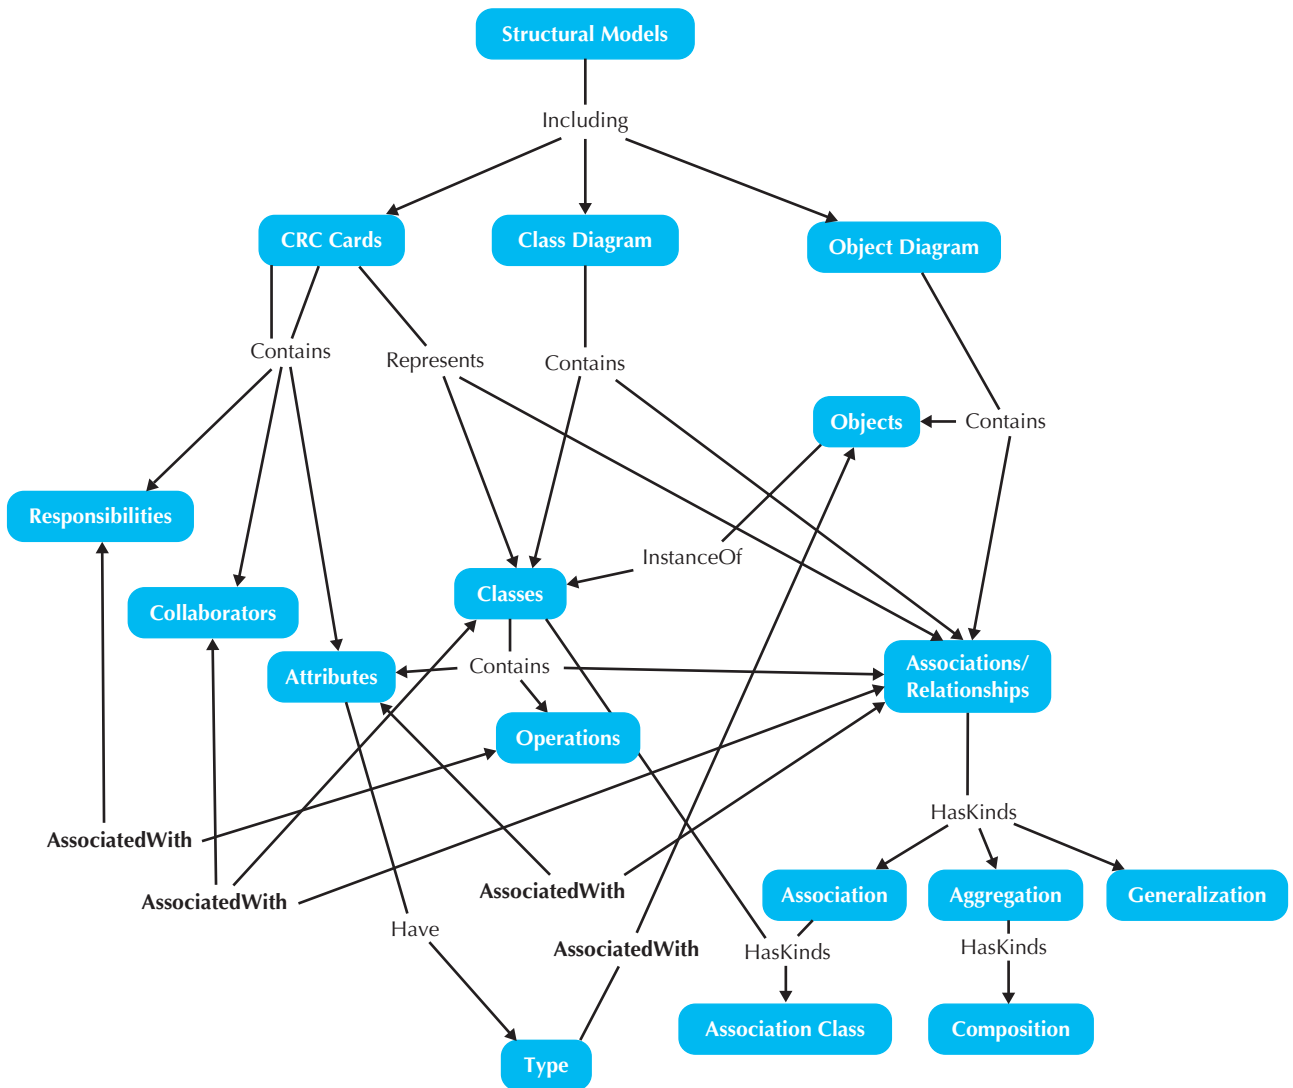 Structural Models
Including
CRC Cards
Class Diagram
Object Diagram
Contains
Represents
Contains
Objects
Contains
Responsibilities
InstanceOf
Classes
Collaborators
Attributes
Contains
Associations/
Relationships
Operations
HasKinds
AssociatedWith
AssociatedWith
AssociatedWith
Association
Aggregation
Generalization
Have
AssociatedWith
HasKinds
HasKinds
Association Class
Composition
Type